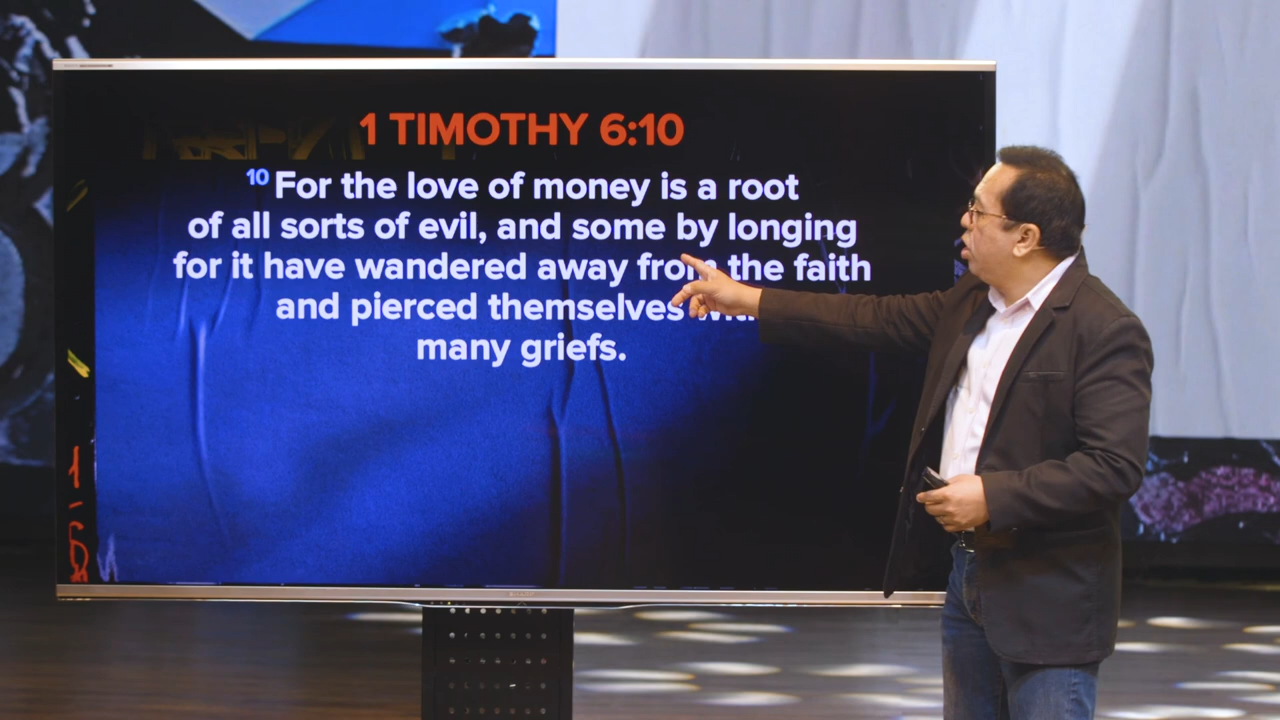 1 TIMOTHY 6:10
10 For the love of money is a root
of all sorts of evil, and some by longing
for it have wandered away from the faith
and pierced themselves with
many griefs.